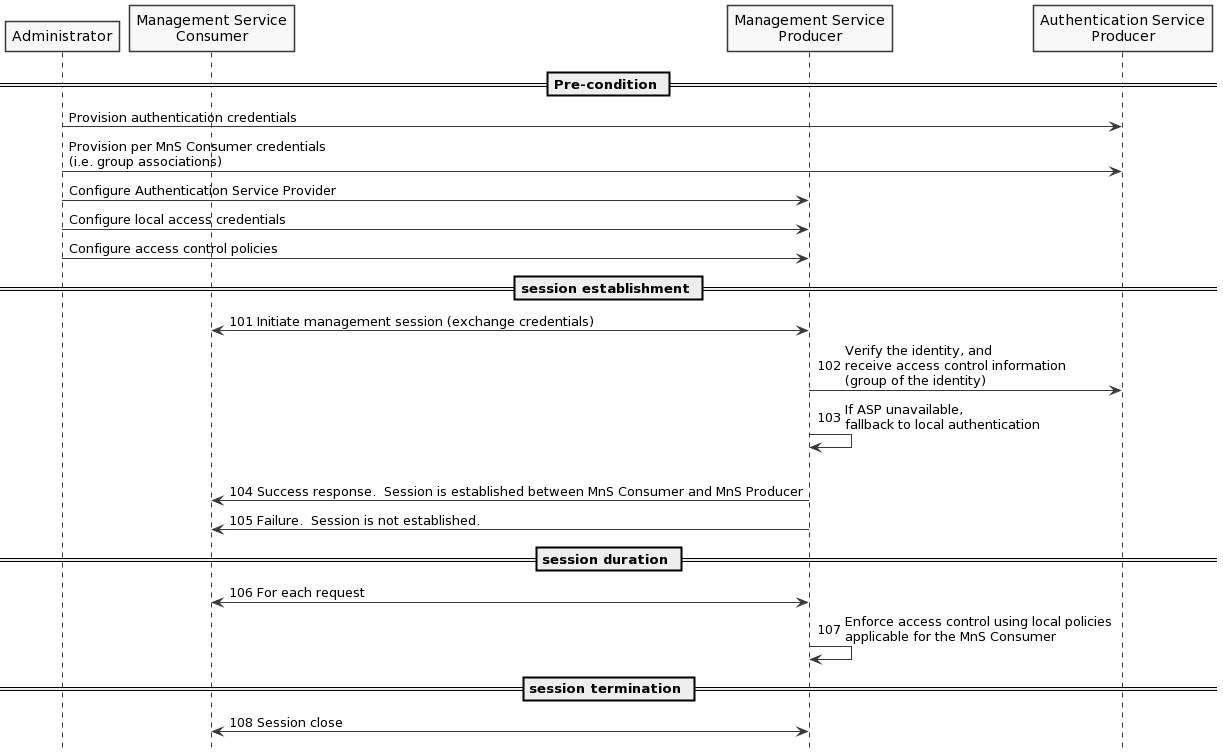 Administrator
Management Service
Consumer
Management Service
Producer
Authentication Service
Producer
Pre-condition
Provision authentication credentials
Provision per MnS Consumer credentials
(i.e. group associations)
Configure Authentication Service Provider
Configure local access credentials
Configure access control policies
session establishment
101 Initiate management session (exchange credentials)
Verify the identity, and
102 receive access control information
(group of the identity)
If ASP unavailable,
103
fallback to local authentication
104 Success response.  Session is established between MnS Consumer and MnS Producer
105 Failure.  Session is not established.
session duration
106 For each request
Enforce access control using local policies
107
applicable for the MnS Consumer
session termination
108 Session close